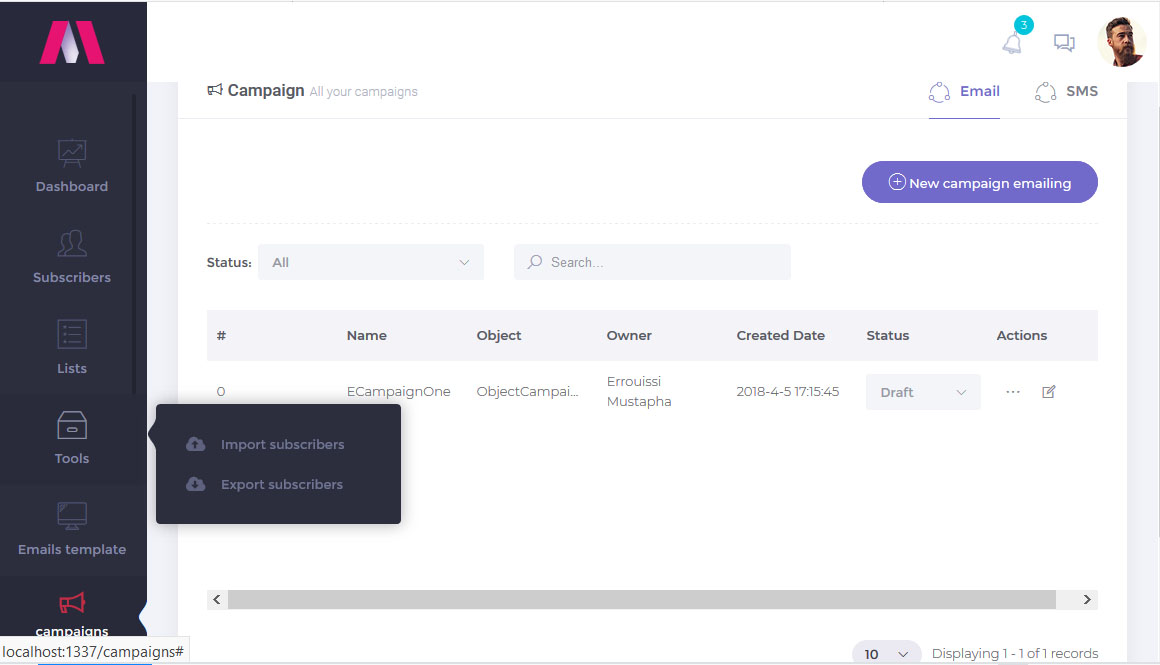 3
Campaign All your campaigns
Email
SMS
New campaign emailing
Status: All
Search...
# Name Object Owner Created Date Status Actions
0 ECampaignOne ObjectCampai... Errouissi 2018-4-5 17:15:45 Draft ...
Mustapha
Dashboard
Subscribers
Lists
Tools
Import subscribers
Export subscribers
Emails template
campaigns
localhost:1337/campaigns#
10 Displaying 1 - 1 of 1 records